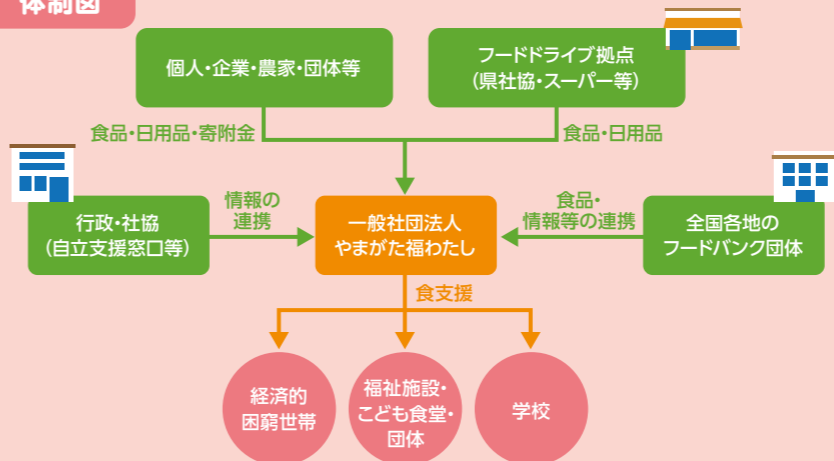 体制図
個人・企業・農家・団体等
フードドライブ拠点
（県社協・スーパー等）
食品・日用品・寄附金
食品・日用品
行政・社協
（自立支援窓口等）
情報の
連携
一般社団法人
やまがた福わたし
食品・
情報等の連携
全国各地の
フードバンク団体
食支援
経済的
困窮世帯
福祉施設・
こども食堂・
団体
学校